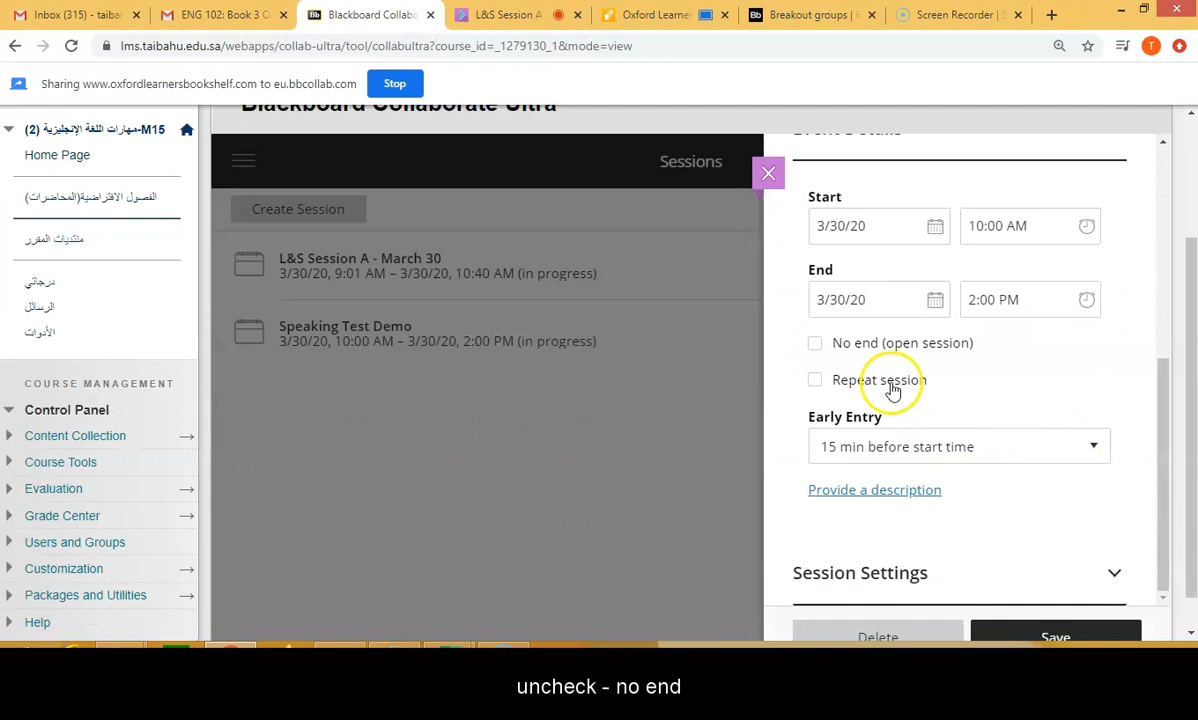 Inbox (315) - taibah
ENG 102: Book 3 O
Blackboard Collabo
L&S Session A
Oxford Learner
Breakout groups | B
Screen Recorder | S
lms.taibahu.edu.sa/webapps/collab-ultra/tool/collabultra?course_id=_1279130_1&mode=view
T
Sharing www.oxfordlearnersbookshelf.com to eu.bbcollab.com
Stop
Blackboard Collaborate Ultra
M15-مهارات اللغة الإنجليزية (2)
Home Page
الفصول الافتراضية(المحاضرات)
منتديات المقرر
درجاتي
الرسائل
الأدوات
COURSE MANAGEMENT
Control Panel
Content Collection
Course Tools
Evaluation
Grade Center
Users and Groups
Customization
Packages and Utilities
Help
Sessions
Create Session
L&S Session A - March 30
3/30/20, 9:01 AM – 3/30/20, 10:40 AM (in progress)
Speaking Test Demo
3/30/20, 10:00 AM – 3/30/20, 2:00 PM (in progress)
Event Details
Start
3/30/20 10:00 AM
End
3/30/20 2:00 PM
No end (open session)
Repeat session
Early Entry
15 min before start time
Provide a description
Session Settings
Delete Save
uncheck - no end